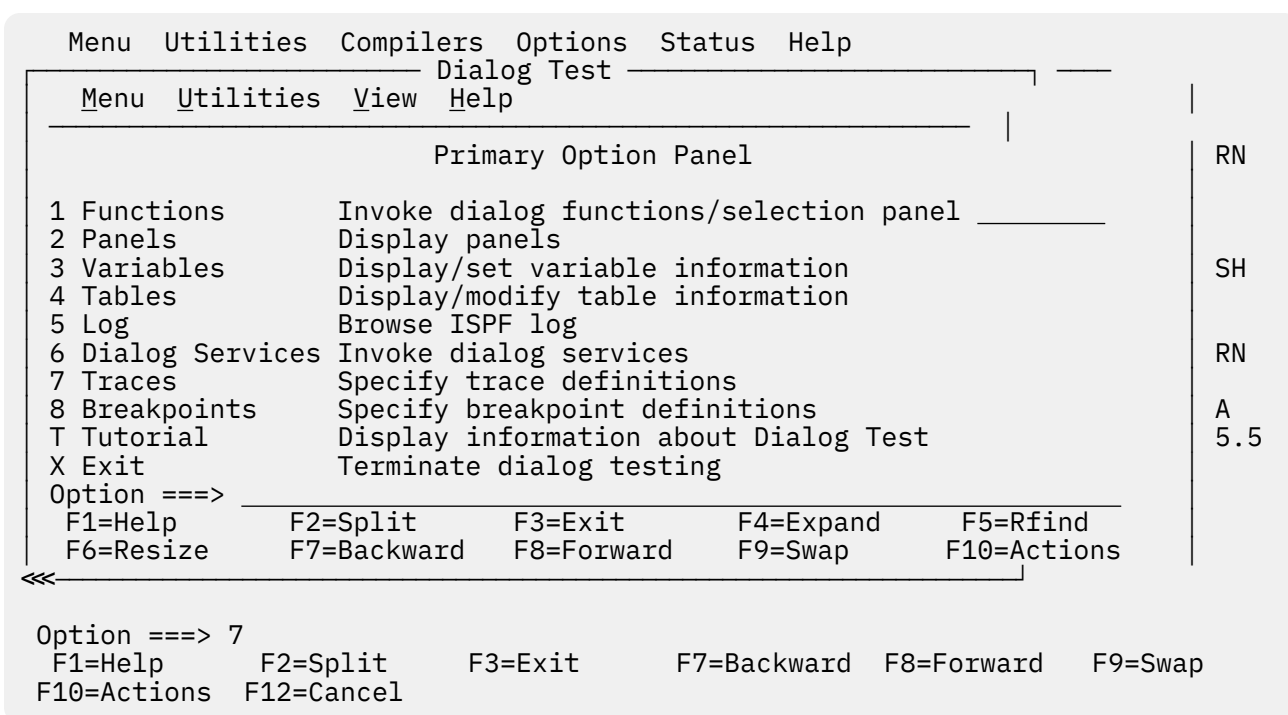 Menu  Utilities  Compilers  Options  Status  Help
Dialog Test
Menu  Utilities  View  Help
Primary Option Panel RN
1 Functions       Invoke dialog functions/selection panel ________
2 Panels          Display panels
3 Variables       Display/set variable information SH
4 Tables          Display/modify table information
5 Log             Browse ISPF log
6 Dialog Services Invoke dialog services RN
7 Traces          Specify trace definitions
8 Breakpoints     Specify breakpoint definitions A
T Tutorial        Display information about Dialog Test 5.5
X Exit            Terminate dialog testing
Option ===> _______________________________________________________
F1=Help       F2=Split      F3=Exit       F4=Expand     F5=Rfind
F6=Resize     F7=Backward   F8=Forward    F9=Swap      F10=Actions
<<<
Option ===> 7
F1=Help      F2=Split     F3=Exit      F7=Backward  F8=Forward   F9=Swap
F10=Actions  F12=Cancel